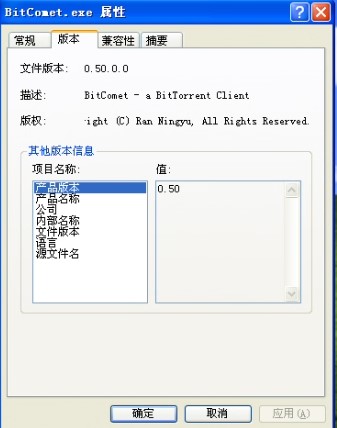 BitComet.exe 属性
常规 版本 兼容性 摘要
文件版本: 0.50.0.0
描述: BitComet - a BitTorrent Client
版权: ight (C) Ran Ningyu, All Rights Reserved.
其他版本信息
项目名称: 值:
产品版本 0.50
产品名称
公司
内部名称
文件版本
语言
源文件名
确定 取消 应用(A)